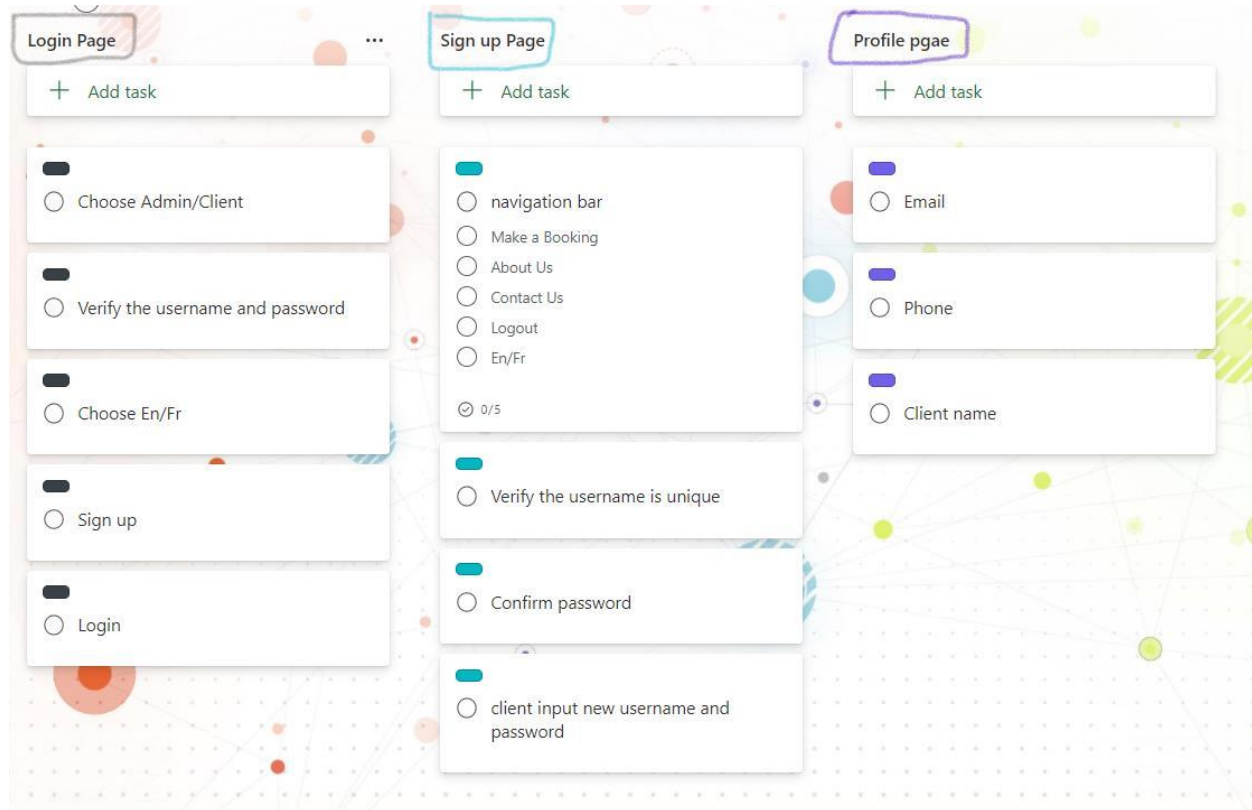 Login Page
Add task
Choose Admin/Client
Verify the username and password
Choose En/Fr
Sign up
Login
Sign up Page
Add task
navigation bar
Make a Booking
About Us
Contact Us
Logout
En/Fr
0/5
Verify the username is unique
Confirm password
client input new username and
password
Profile pgae
Add task
Email
Phone
Client name